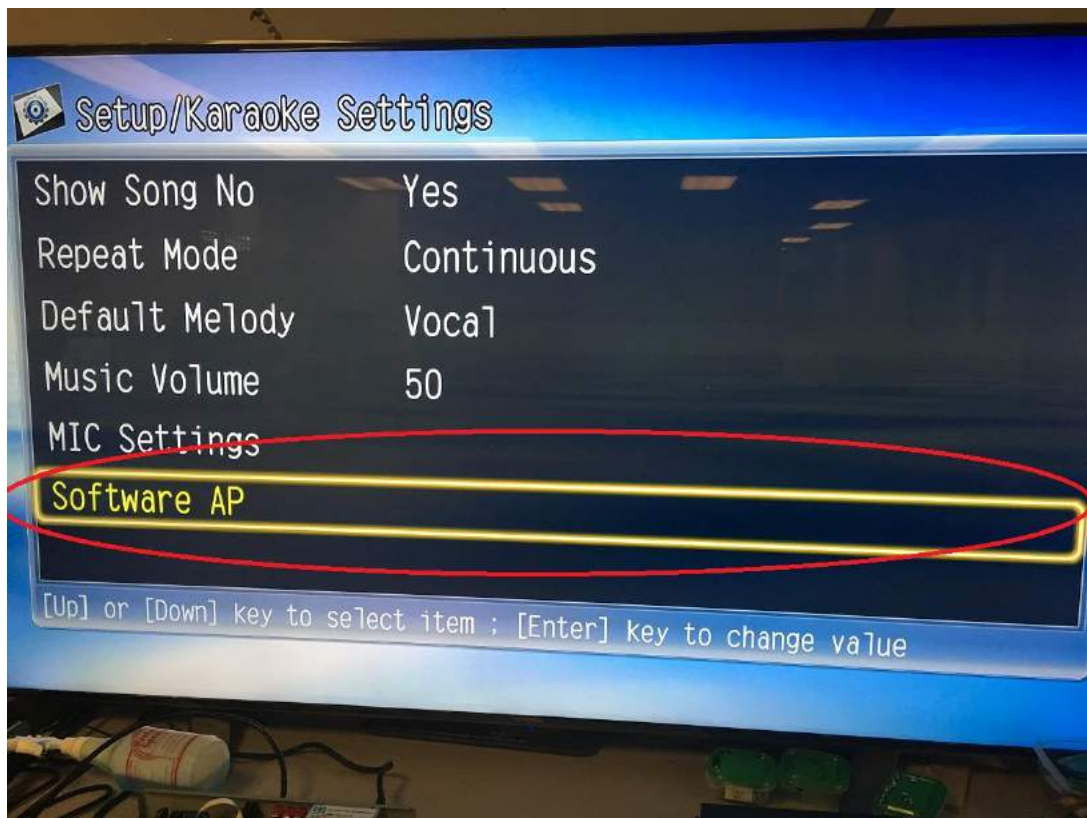 Setup/Karaoke Settings
Show Song No Yes
Repeat Mode Continuous
Default Melody Vocal
Music Volume 50
MIC Settings
Software AP
[Up] or [Down] key to select item ; [Enter] key to change value